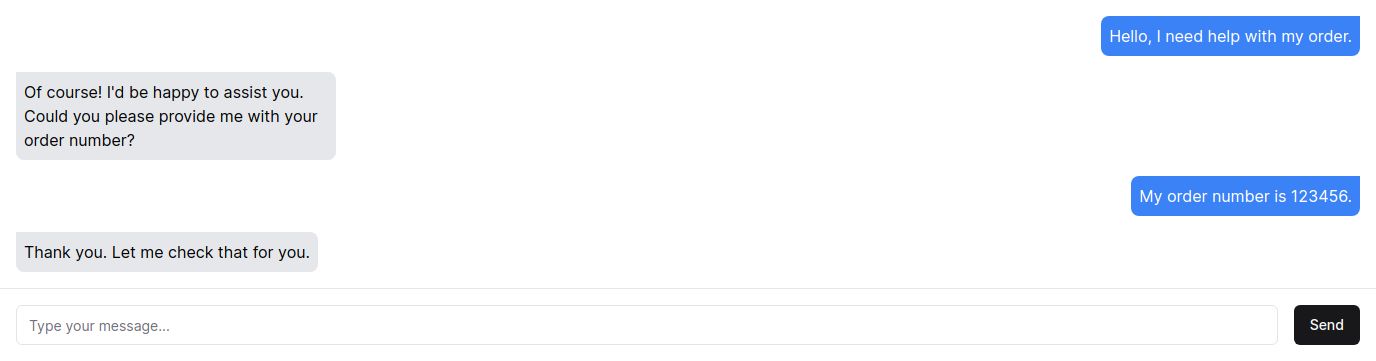 Hello, I need help with my order.
Of course! I'd be happy to assist you.
Could you please provide me with your
order number?
My order number is 123456.
Thank you. Let me check that for you.
Type your message...
Send